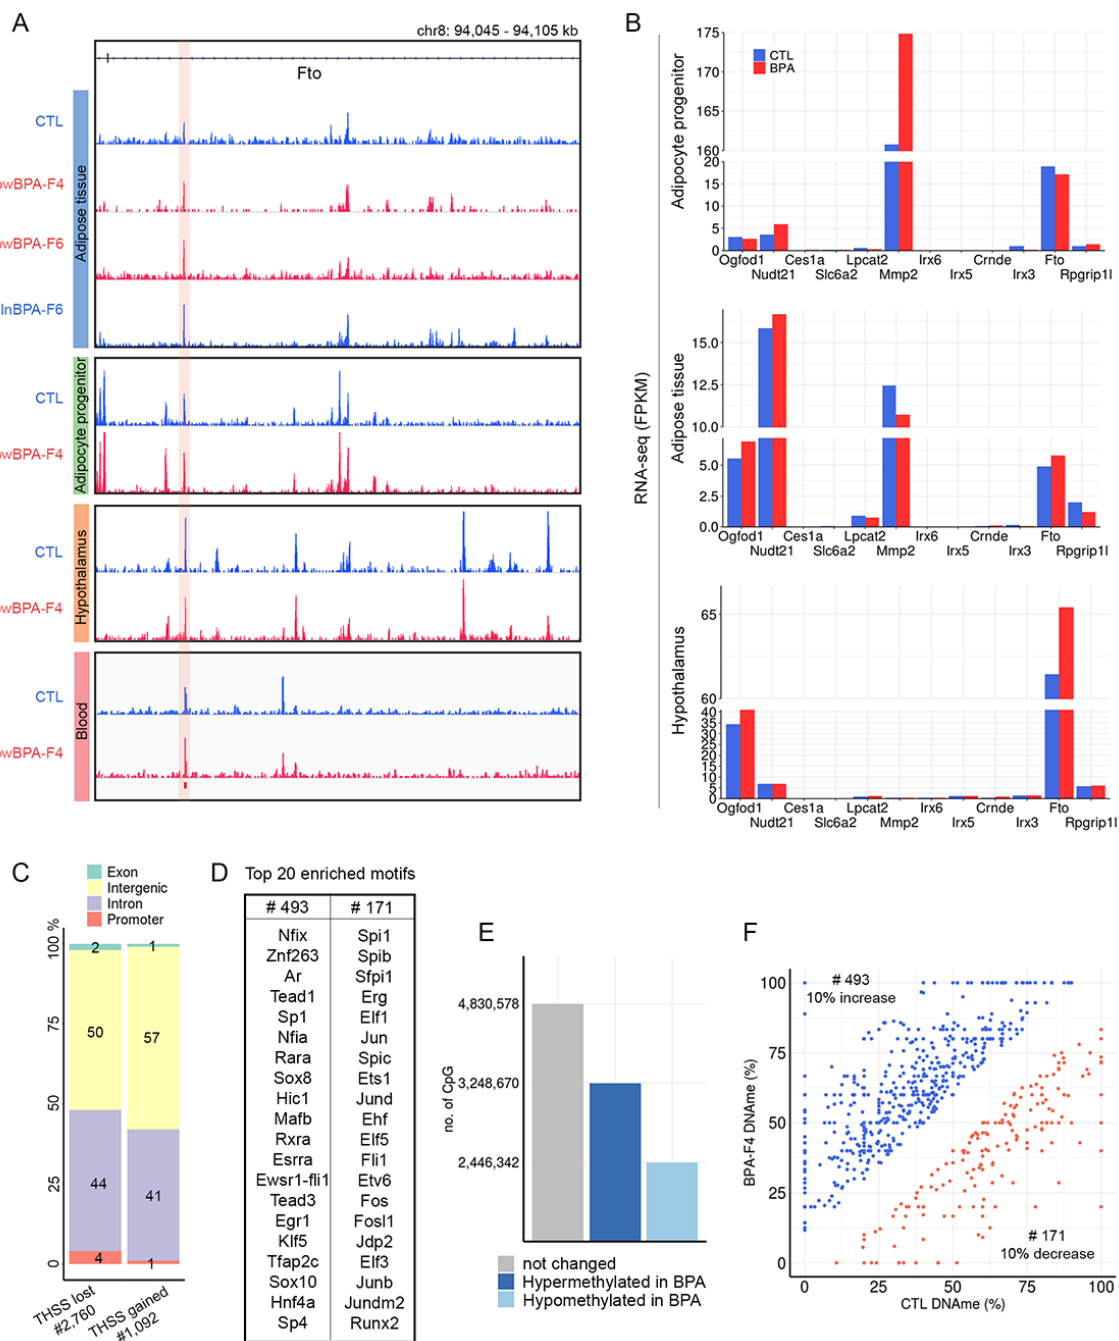 A
chr8: 94,045 - 94,105 kb
Fto
Adipose tissue
CTL
owBPA-F4
owBPA-F6
InBPA-F6
Adipocyte progenitor
CTL
owBPA-F4
Hypothalamus
CTL
owBPA-F4
Blood
CTL
owBPA-F4
B
RNA-seq (FPKM)
Adipocyte progenitor
CTL
BPA
175
170
165
160
20
15
10
5
0
Ogfod1 Ces1a Lpcat2 Irx6 Crnde Fto
Nudt21 Slc6a2 Mmp2 Irx5 Irx3 Rpgrip1l
Adipose tissue
15.0
12.5
10.0
5.0
2.5
0.0
Ogfod1 Ces1a Lpcat2 Irx6 Crnde Fto
Nudt21 Slc6a2 Mmp2 Irx5 Irx3 Rpgrip1l
Hypothalamus
65
60
40
35
30
25
20
15
10
5
0
Ogfod1 Ces1a Lpcat2 Irx6 Crnde Fto
Nudt21 Slc6a2 Mmp2 Irx5 Irx3 Rpgrip1l
C
Exon
Intergenic
Intron
Promoter
100 %
75
50
25
0
2 1
50 57
44 41
4 1
THSS lost
#2,760
THSS gained
#1,092
D Top 20 enriched motifs
# 493 # 171
Nfix Spi1
Znf263 Spib
Ar Sfpi1
Tead1 Erg
Sp1 Elf1
Nfia Jun
Rara Spic
Sox8 Ets1
Hic1 Jund
Mafb Ehf
Rxra Elf5
Esrra Fli1
Ewsr1-fli1 Etv6
Tead3 Fos
Egr1 Fosl1
Klf5 Jdp2
Tfap2c Elf3
Sox10 Junb
Hnf4a Jundm2
Sp4 Runx2
E
no. of CpG
4,830,578
3,248,670
2,446,342
not changed
Hypermethylated in BPA
Hypomethylated in BPA
F
BPA-F4 DNAme (%)
100
75
50
25
0
# 493
10% increase
# 171
10% decrease
0 25 50 75 100
CTL DNAme (%)